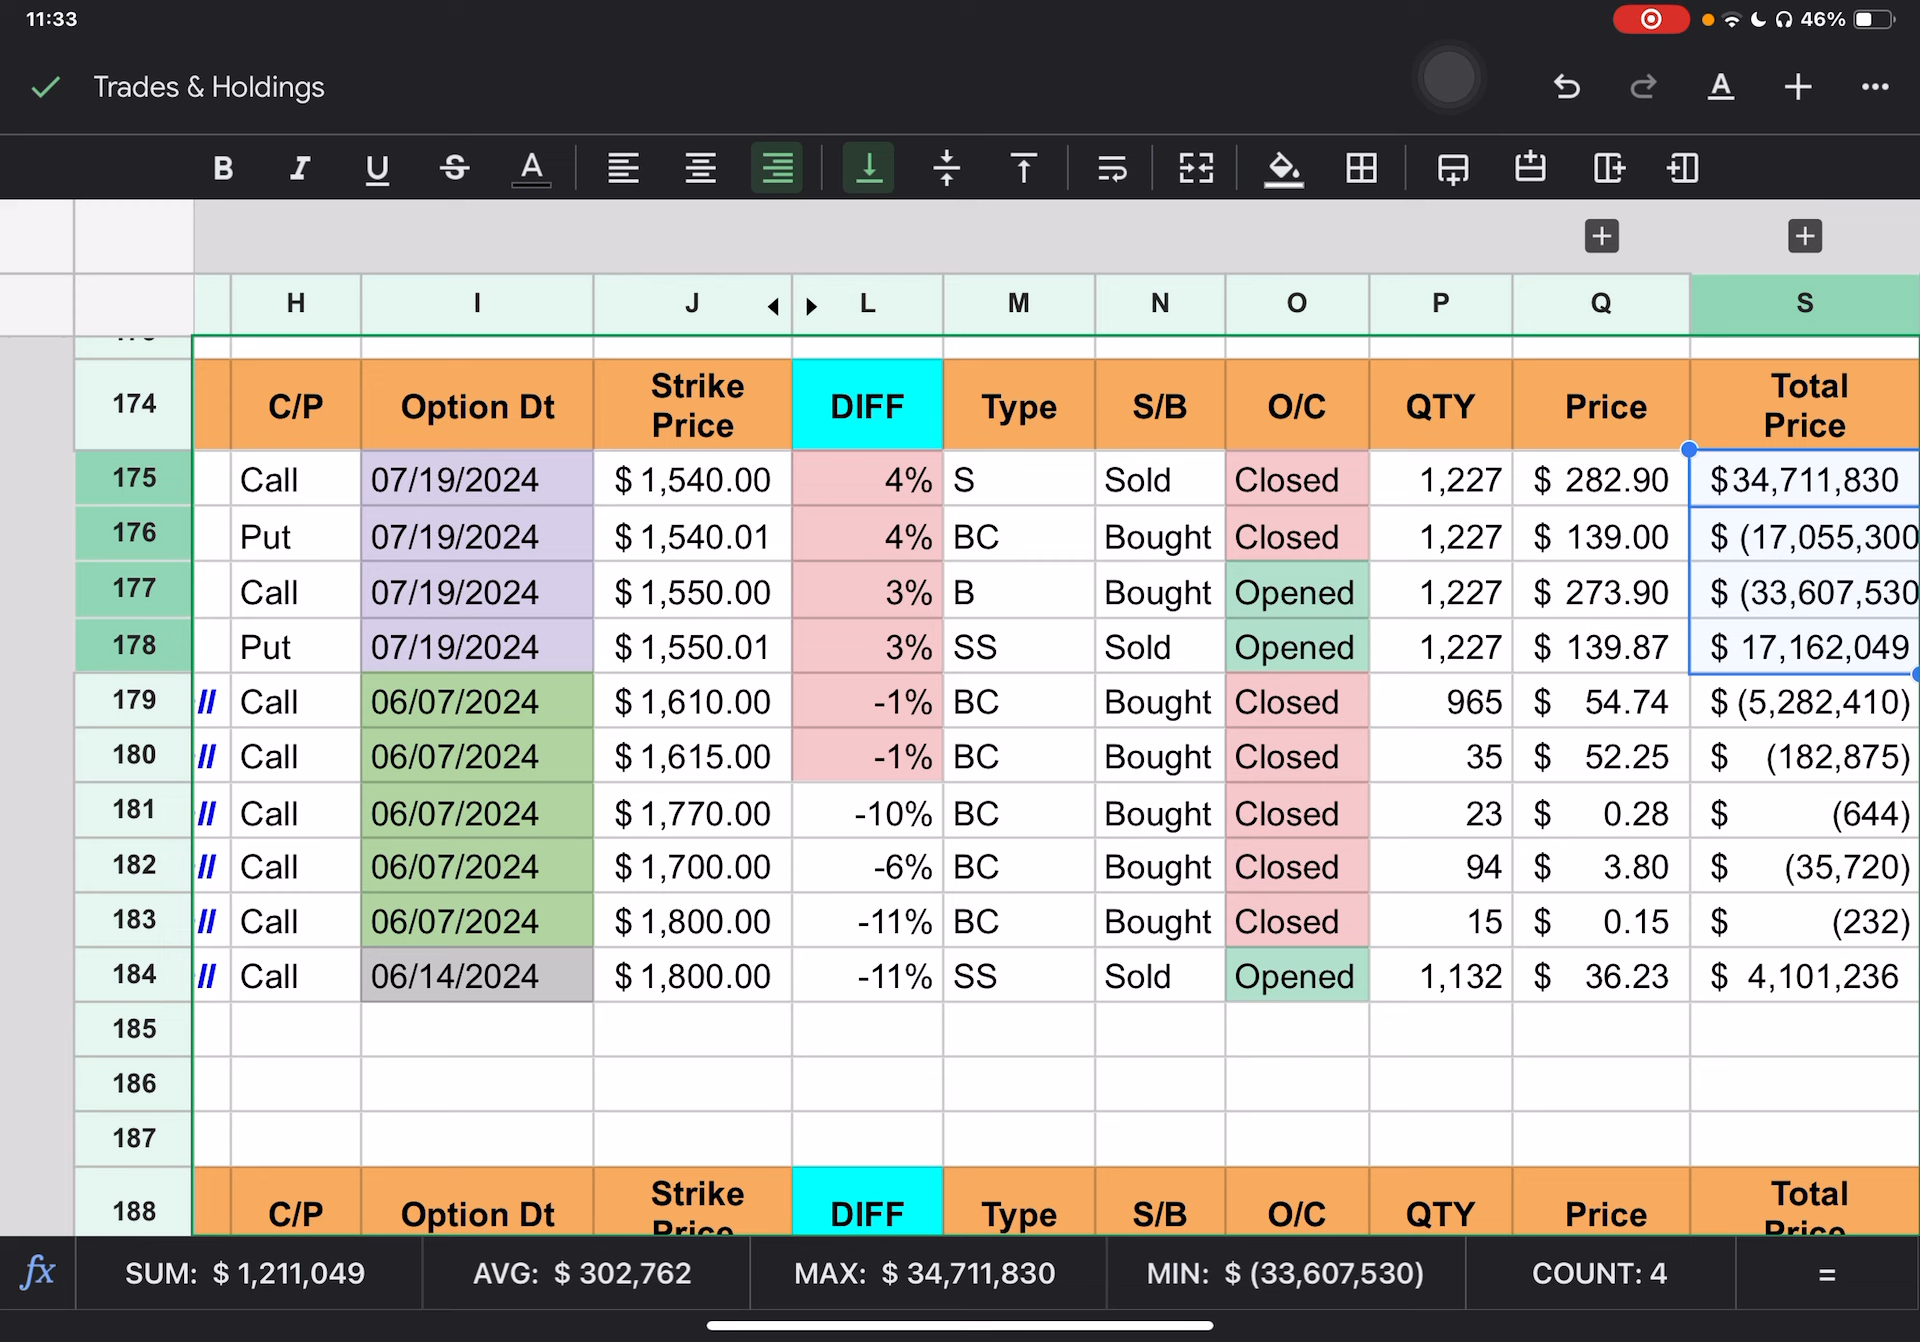 11:33
46%
Trades & Holdings
B I U S A
H I J L M N O P Q S
174 C/P Option Dt Strike Price DIFF Type S/B O/C QTY Price Total Price
175 Call 07/19/2024 $ 1,540.00 4% S Sold Closed 1,227 $ 282.90 $34,711,830
176 Put 07/19/2024 $ 1,540.01 4% BC Bought Closed 1,227 $ 139.00 $ (17,055,300
177 Call 07/19/2024 $ 1,550.00 3% B Bought Opened 1,227 $ 273.90 $ (33,607,530
178 Put 07/19/2024 $ 1,550.01 3% SS Sold Opened 1,227 $ 139.87 $ 17,162,049
179 // Call 06/07/2024 $ 1,610.00 -1% BC Bought Closed 965 $ 54.74 $ (5,282,410)
180 // Call 06/07/2024 $ 1,615.00 -1% BC Bought Closed 35 $ 52.25 $ (182,875)
181 // Call 06/07/2024 $ 1,770.00 -10% BC Bought Closed 23 $ 0.28 $ (644)
182 // Call 06/07/2024 $ 1,700.00 -6% BC Bought Closed 94 $ 3.80 $ (35,720)
183 // Call 06/07/2024 $ 1,800.00 -11% BC Bought Closed 15 $ 0.15 $ (232)
184 // Call 06/14/2024 $ 1,800.00 -11% SS Sold Opened 1,132 $ 36.23 $ 4,101,236
185
186
187
188 C/P Option Dt Strike Price DIFF Type S/B O/C QTY Price Total Price
fx SUM: $ 1,211,049 AVG: $ 302,762 MAX: $ 34,711,830 MIN: $ (33,607,530) COUNT: 4 =